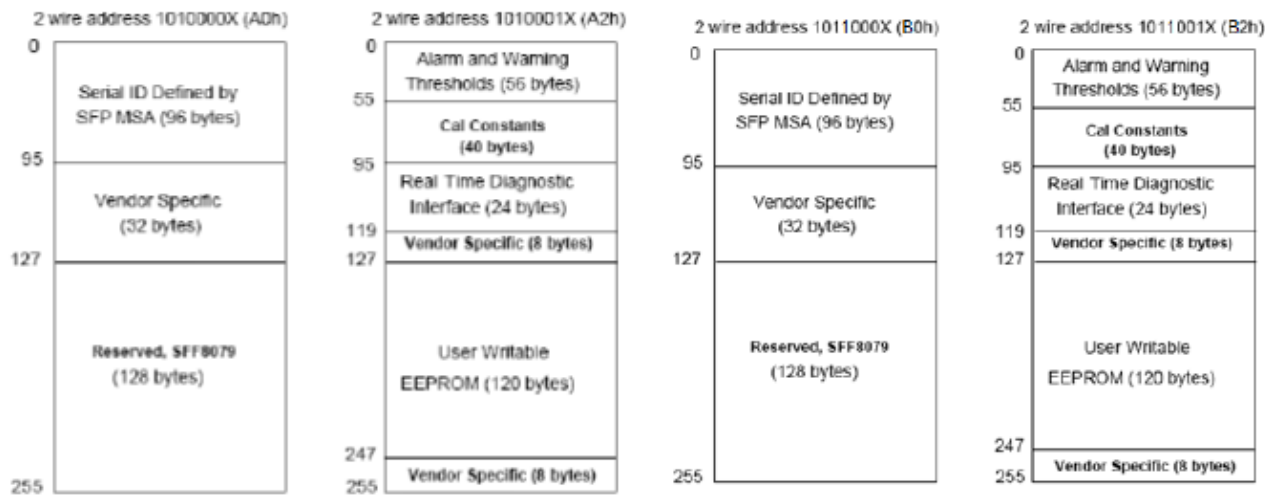 2 wire address 1010000X (A0h)
0
Serial ID Defined by
SFP MSA (96 bytes)
95
Vendor Specific
(32 bytes)
127
Reserved, SFF8079
(128 bytes)
255
2 wire address 1010001X (A2h)
0
Alarm and Warning
Thresholds (56 bytes)
55
Cal Constants
(40 bytes)
95
Real Time Diagnostic
Interface (24 bytes)
119
Vendor Specific (8 bytes)
127
User Writable
EEPROM (120 bytes)
247
Vendor Specific (8 bytes)
255
2 wire address 1011000X (B0h)
0
Serial ID Defined by
SFP MSA (96 bytes)
95
Vendor Specific
(32 bytes)
127
Reserved, SFF8079
(128 bytes)
255
2 wire address 1011001X (B2h)
0
Alarm and Warning
Thresholds (56 bytes)
55
Cal Constants
(40 bytes)
95
Real Time Diagnostic
Interface (24 bytes)
119
Vendor Specific (8 bytes)
127
User Writable
EEPROM (120 bytes)
247
Vendor Specific (8 bytes)
255